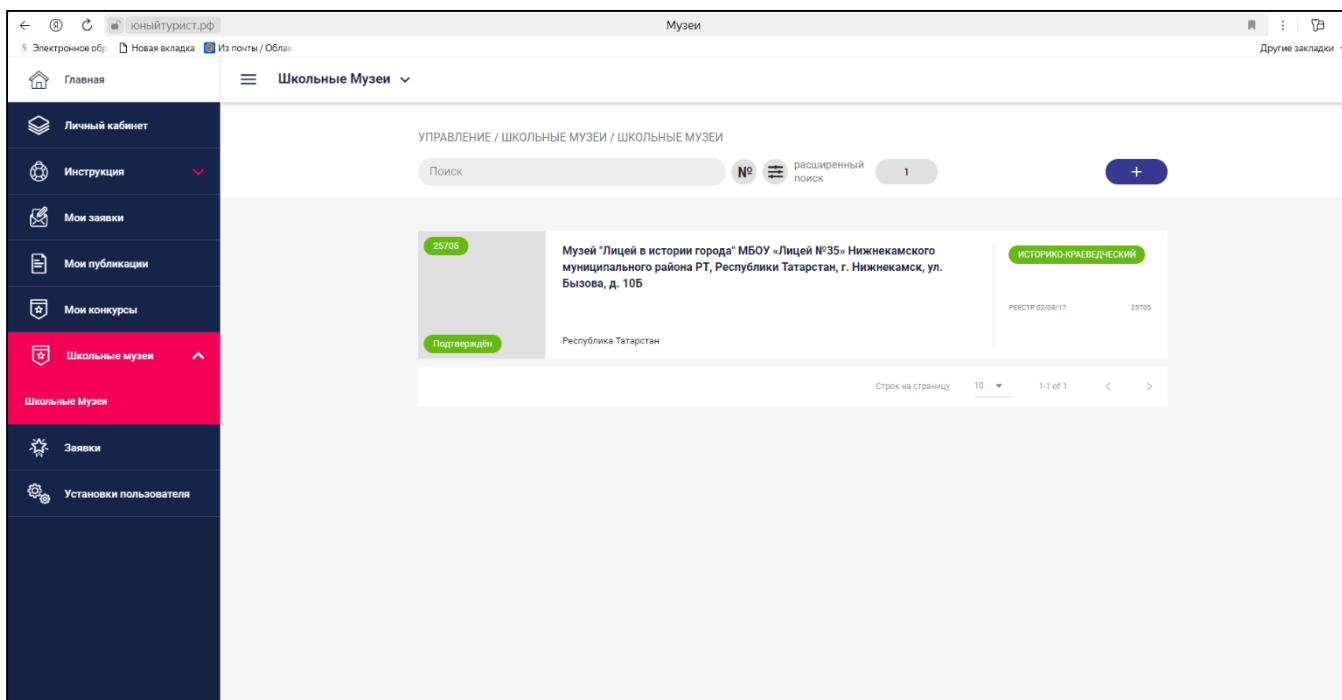 юныйтурист.рф
Музеи
5 Электронное обр
Новая вкладка
Из почты / Облак
Другие закладки
Главная
Школьные Музеи
Личный кабинет
Инструкция
Мои заявки
Мои публикации
Мои конкурсы
Школьные музеи
Школьные Музеи
Заявки
Установки пользователя
УПРАВЛЕНИЕ / ШКОЛЬНЫЕ МУЗЕИ / ШКОЛЬНЫЕ МУЗЕИ
Поиск
№
расширенный
поиск
1
+
25705
Музей "Лицей в истории города" МБОУ «Лицей №35» Нижнекамского
муниципального района РТ, Республики Татарстан, г. Нижнекамск, ул.
Бызова, д. 10Б
ИСТОРИКО-КРАЕВЕДЧЕСКИЙ
РЕЕСТР 02/09/17
25705
Подтверждён
Республика Татарстан
Строк на страницу
10
1-1 of 1